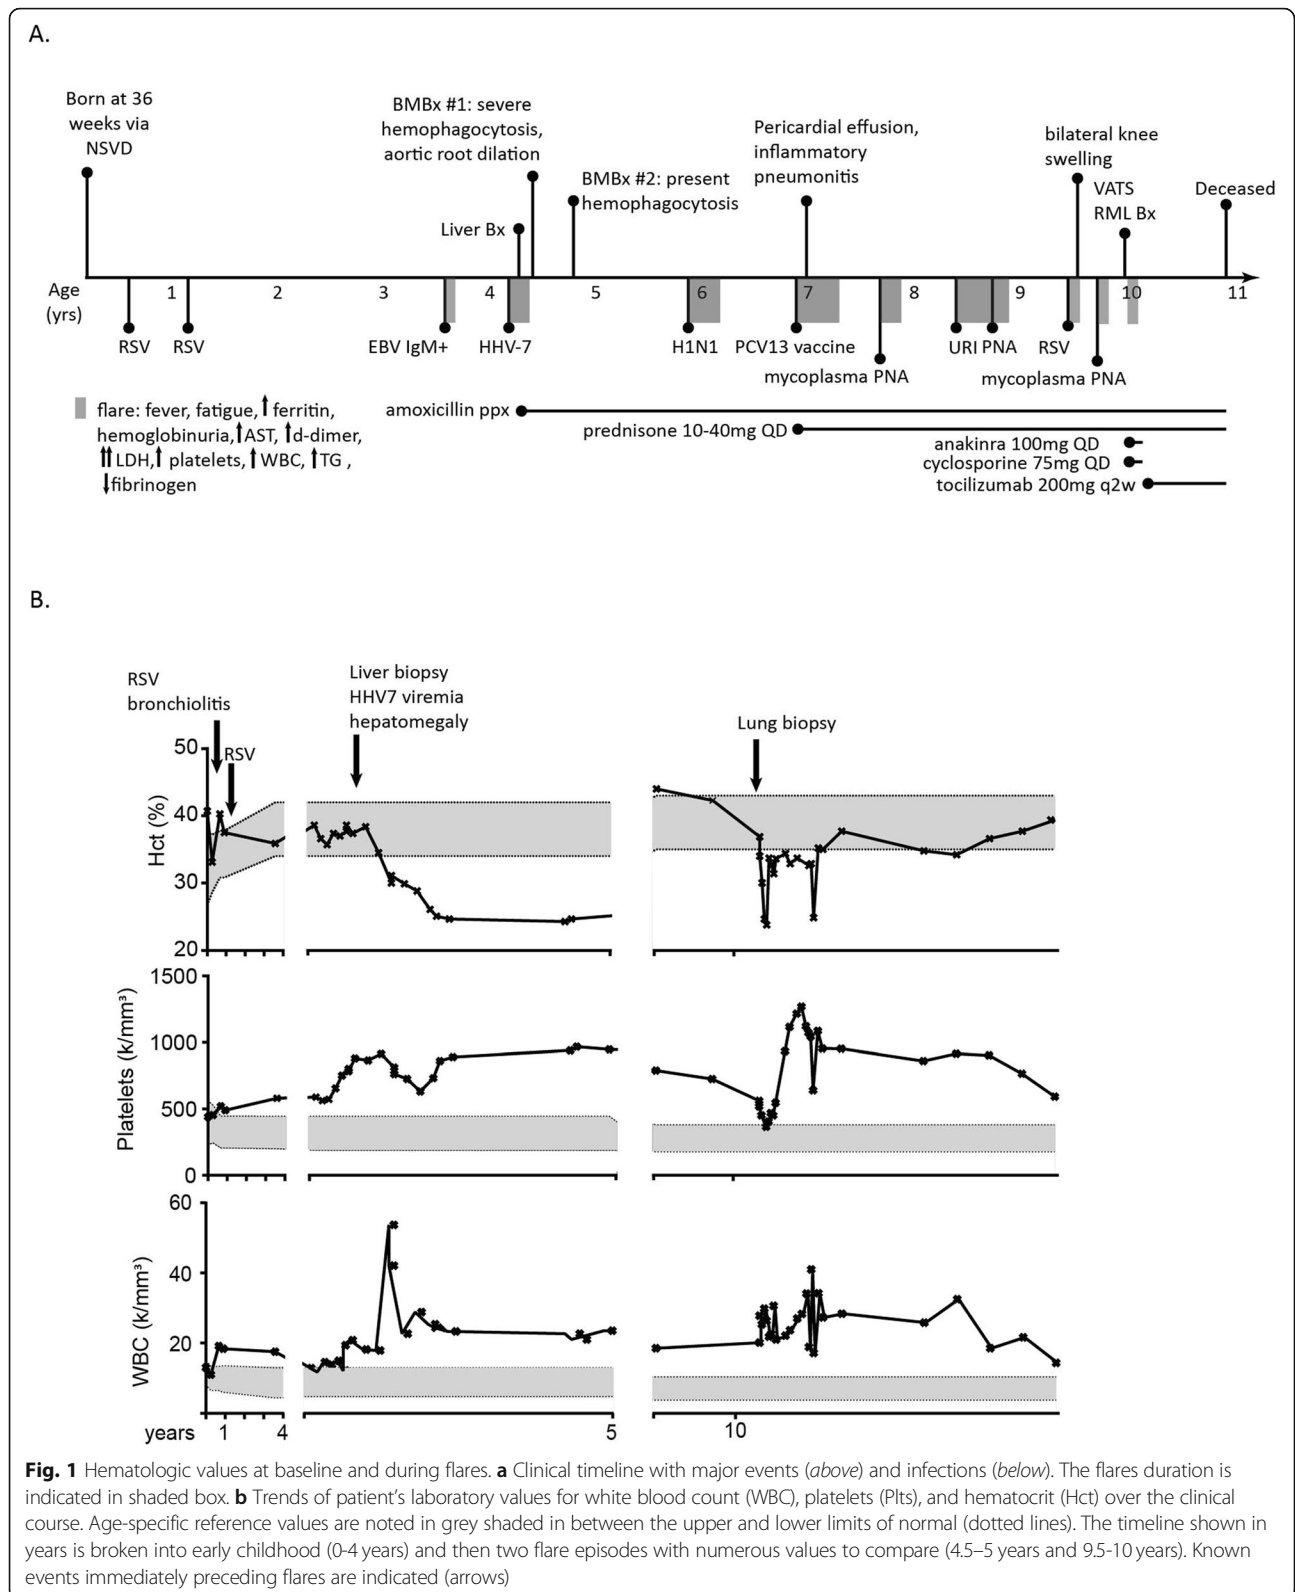 A.
Born at 36
weeks via
NSVD
BMBx #1: severe
hemophagocytosis,
aortic root dilation
Liver Bx
BMBx #2: present
hemophagocytosis
Pericardial effusion,
inflammatory
pneumonitis
bilateral knee
swelling
VATS
RML Bx
Deceased
Age
(yrs)
1 2 3 4 5 6 7 8 9 10 11
RSV RSV EBV IgM+ HHV-7 H1N1 PCV13 vaccine URI PNA RSV
mycoplasma PNA mycoplasma PNA
flare: fever, fatigue, ↑ ferritin,
hemoglobinuria, ↑AST, ↑d-dimer,
↑↑LDH, ↑ platelets, ↑WBC, ↑TG ,
↓fibrinogen
amoxicillin ppx
prednisone 10-40mg QD
anakinra 100mg QD
cyclosporine 75mg QD
tocilizumab 200mg q2w
B.
RSV
bronchiolitis
RSV
Liver biopsy
HHV7 viremia
hepatomegaly
Lung biopsy
Hct (%)
50
40
30
20
Platelets (k/mm³)
1500
1000
500
0
WBC (k/mm³)
60
40
20
years 1 4 5 10
Fig. 1 Hematologic values at baseline and during flares. a Clinical timeline with major events (above) and infections (below). The flares duration is
indicated in shaded box. b Trends of patient's laboratory values for white blood count (WBC), platelets (Plts), and hematocrit (Hct) over the clinical
course. Age-specific reference values are noted in grey shaded in between the upper and lower limits of normal (dotted lines). The timeline shown in
years is broken into early childhood (0-4 years) and then two flare episodes with numerous values to compare (4.5–5 years and 9.5-10 years). Known
events immediately preceding flares are indicated (arrows)